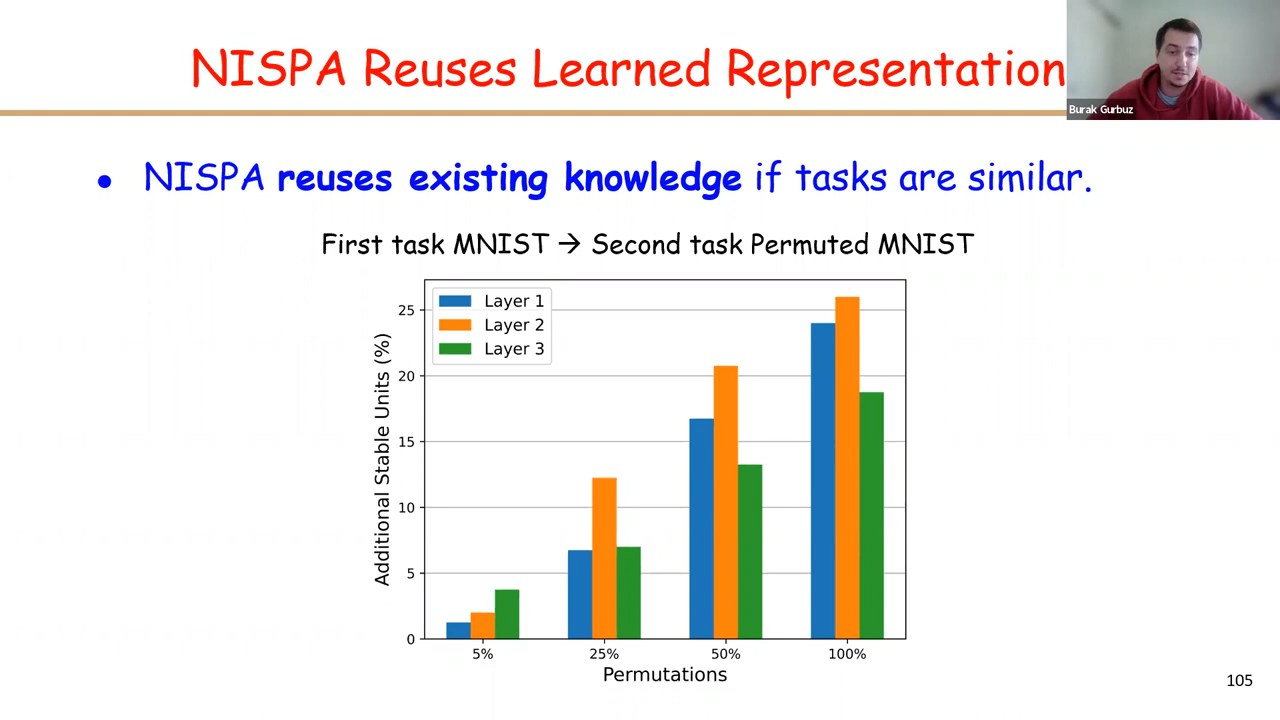 NISPA Reuses Learned Representation
Burak Gurbuz
● NISPA reuses existing knowledge if tasks are similar.
First task MNIST → Second task Permuted MNIST
Layer 1
Layer 2
Layer 3
Additional Stable Units (%)
25
20
15
10
5
0
5% 25% 50% 100%
Permutations
105